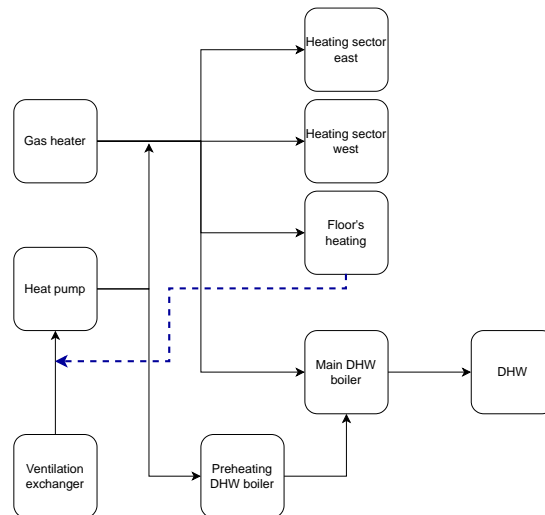 Heating sector
east
Gas heater
Heating sector
west
Floor's
heating
Heat pump
Main DHW
boiler
DHW
Ventilation
exchanger
Preheating
DHW boiler